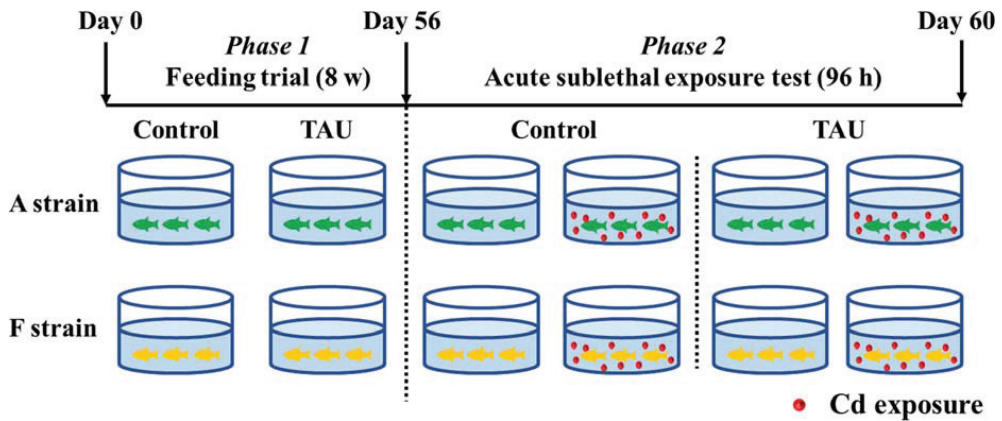 Day 0 Day 56 Day 60
Phase 1 Phase 2
Feeding trial (8 w) Acute sublethal exposure test (96 h)
Control TAU Control TAU
A strain
F strain
Cd exposure